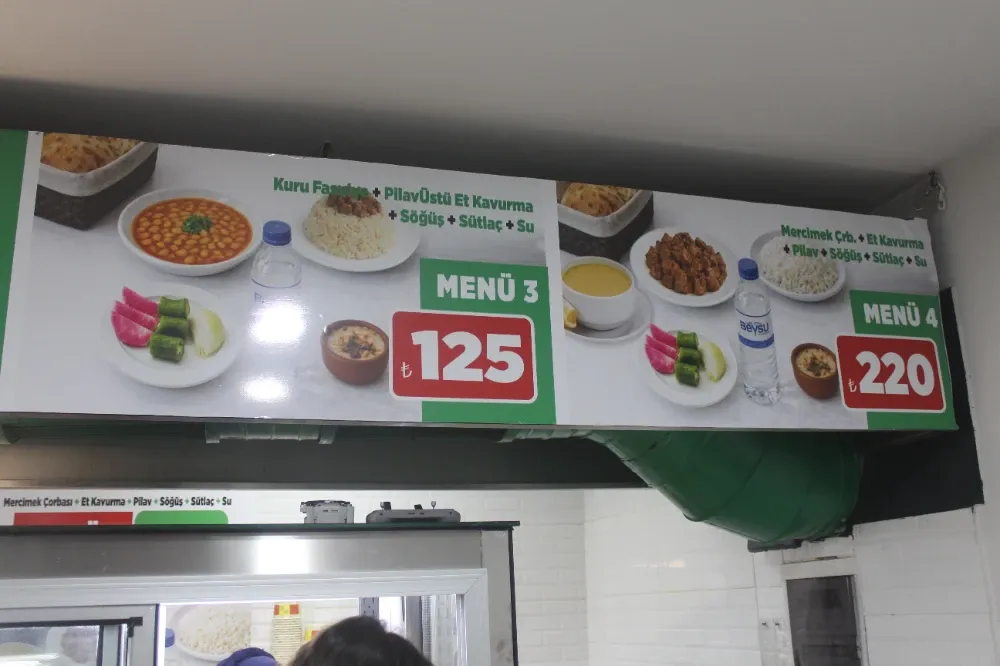 Kuru Fasulye + PilavÜstü Et Kavurma
+ Söğüş + Sütlaç + Su
MENÜ 3
₺125
Mercimek Çrb. + Et Kavurma
+ Pilav + Söğüş + Sütlaç + Su
BEYSU
MENÜ 4
₺220
Mercimek Çorbası + Et Kavurma + Pilav + Söğüş + Sütlaç + Su